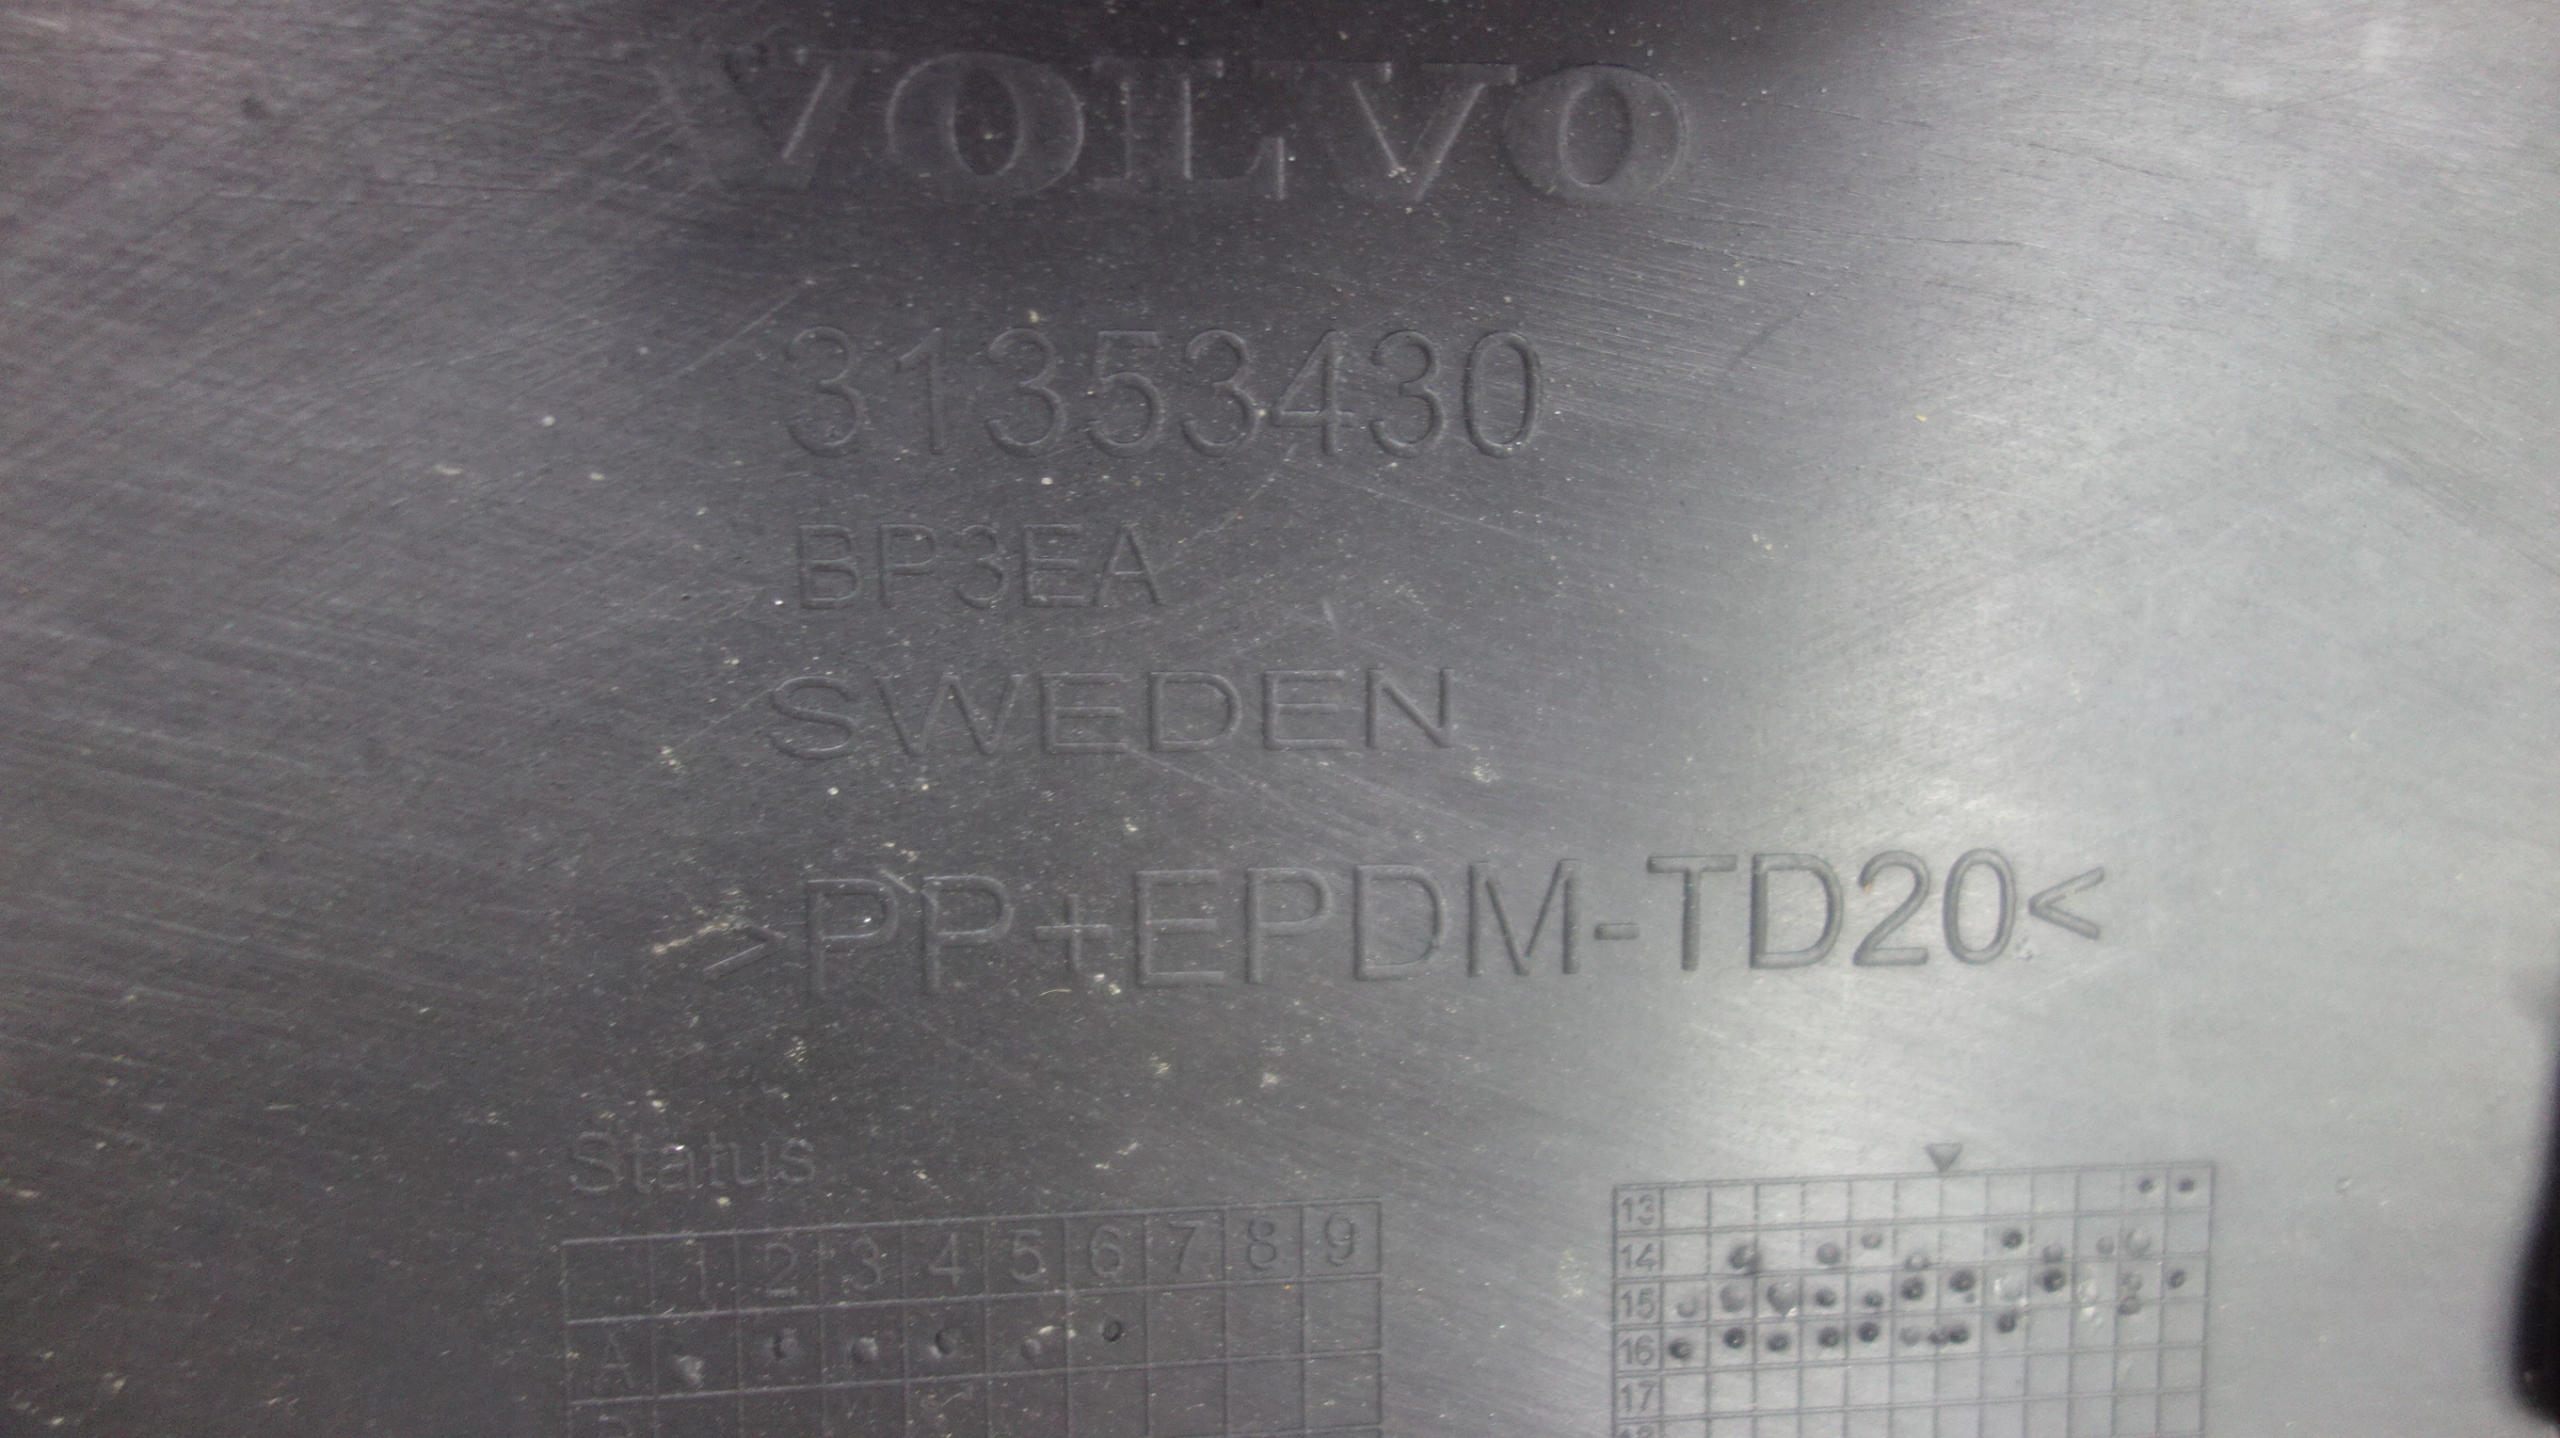 VOLVO
31353430
BP3EA
SWEDEN
>PP+EPDM-TD20<
Status
1 2 3 4 5 6 7 8 9
A
13
14
15
16
17